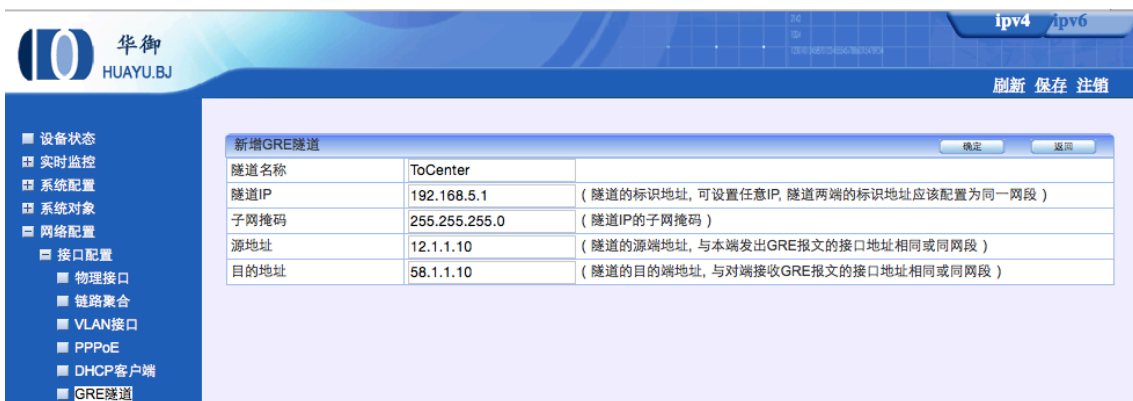 华御
HUAYU.BJ
ipv4 ipv6
刷新 保存 注销
设备状态
实时监控
系统配置
系统对象
网络配置
接口配置
物理接口
链路聚合
VLAN接口
PPPoE
DHCP客户端
GRE隧道
新增GRE隧道 确定 返回
隧道名称 ToCenter
隧道IP 192.168.5.1 ( 隧道的标识地址, 可设置任意IP, 隧道两端的标识地址应该配置为同一网段 )
子网掩码 255.255.255.0 ( 隧道IP的子网掩码 )
源地址 12.1.1.10 ( 隧道的源端地址, 与本端发出GRE报文的接口地址相同或同网段 )
目的地址 58.1.1.10 ( 隧道的目的端地址, 与对端接收GRE报文的接口地址相同或同网段 )